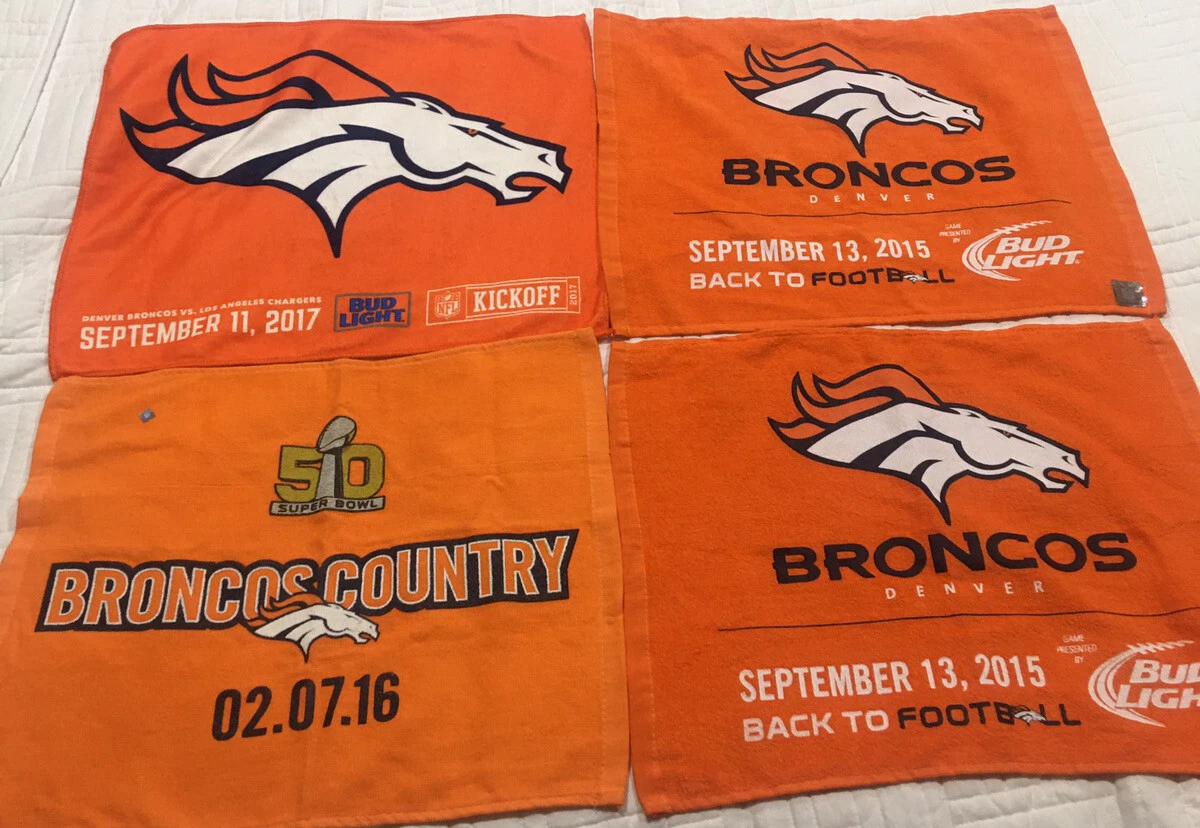 DENVER BRONCOS VS. LOS ANGELES CHARGERS
SEPTEMBER 11, 2017
BUD
LIGHT
NFL
KICKOFF
2017
BRONCOS
DENVER
SEPTEMBER 13, 2015
BACK TO FOOTBALL
GAME
PRESENTED
BY
BUD
LIGHT
50
SUPER BOWL
BRONCOS COUNTRY
02.07.16
BRONCOS
DENVER
SEPTEMBER 13, 2015
BACK TO FOOTBALL
GAME
PRESENTED
BY
BUD
LIGH